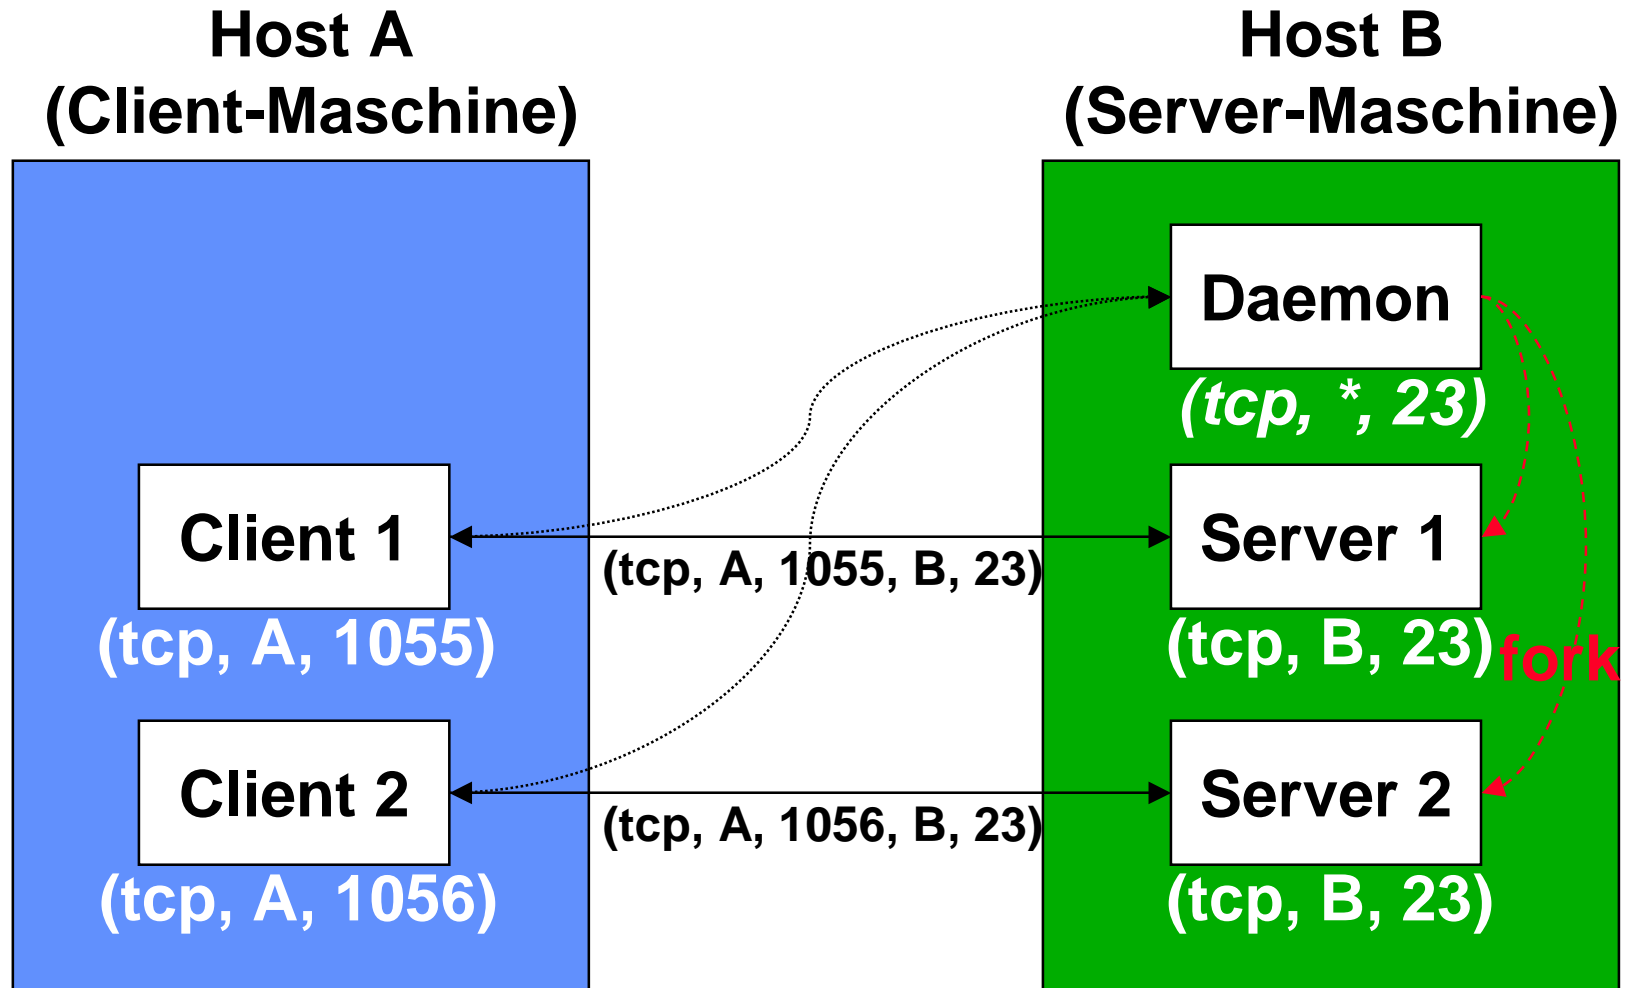 Host A
(Client-Maschine)
Host B
(Server-Maschine)
Daemon
(tcp, *, 23)
Client 1
(tcp, A, 1055)
(tcp, A, 1055, B, 23)
Server 1
(tcp, B, 23)
fork
Client 2
(tcp, A, 1056)
(tcp, A, 1056, B, 23)
Server 2
(tcp, B, 23)